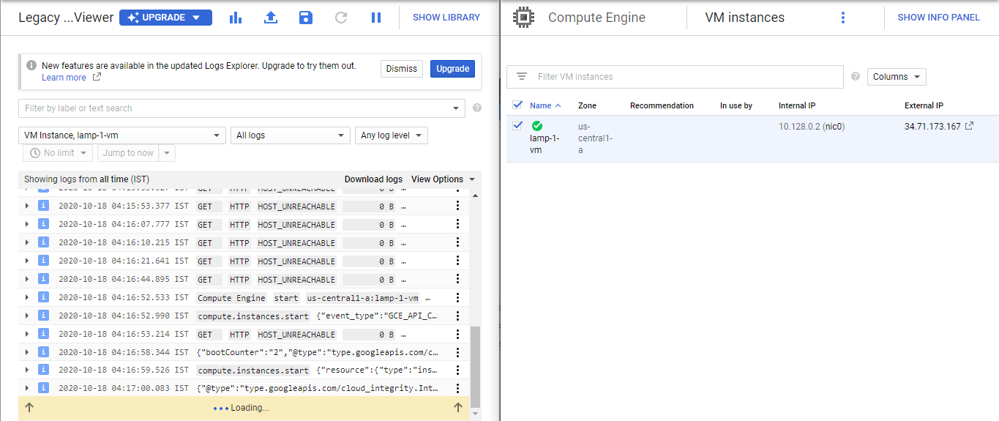 Legacy ...Viewer UPGRADE SHOW LIBRARY
New features are available in the updated Logs Explorer. Upgrade to try them out.
Learn more
Dismiss Upgrade
Filter by label or text search
VM Instance, lamp-1-vm All logs Any log level
No limit Jump to now
Showing logs from all time (IST) Download logs View Options
2020-10-18 04:15:53.377 IST GET HTTP HOST_UNREACHABLE 0 B …
2020-10-18 04:16:07.777 IST GET HTTP HOST_UNREACHABLE 0 B …
2020-10-18 04:16:10.215 IST GET HTTP HOST_UNREACHABLE 0 B …
2020-10-18 04:16:21.641 IST GET HTTP HOST_UNREACHABLE 0 B …
2020-10-18 04:16:44.895 IST GET HTTP HOST_UNREACHABLE 0 B …
2020-10-18 04:16:52.533 IST Compute Engine start us-central1-a:lamp-1-vm …
2020-10-18 04:16:52.990 IST compute.instances.start {"event_type":"GCE_API_C…
2020-10-18 04:16:53.214 IST GET HTTP HOST_UNREACHABLE 0 B …
2020-10-18 04:16:58.344 IST {"bootCounter":"2","@type":"type.googleapis.com/c…
2020-10-18 04:16:59.526 IST compute.instances.start {"resource":{"type":"ins…
2020-10-18 04:17:00.083 IST {"@type":"type.googleapis.com/cloud_integrity.Int…
Loading...
Compute Engine VM instances SHOW INFO PANEL
Filter VM instances Columns
Name Zone Recommendation In use by Internal IP External IP
lamp-1-
vm
us-
central1-
a
10.128.0.2 (nic0)
34.71.173.167